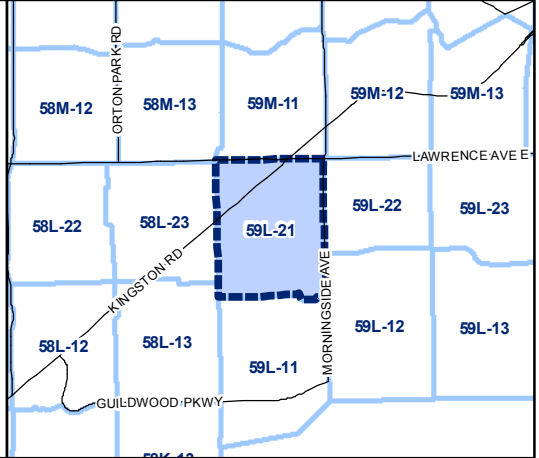 ORTON PARK RD
58M-12
58M-13
59M-11
59M-12
59M-13
LAWRENCE AVE E
58L-22
58L-23
59L-21
59L-22
59L-23
KINGSTON RD
MORNINGSIDE AVE
58L-12
58L-13
59L-11
59L-12
59L-13
GUILDWOOD PKWY